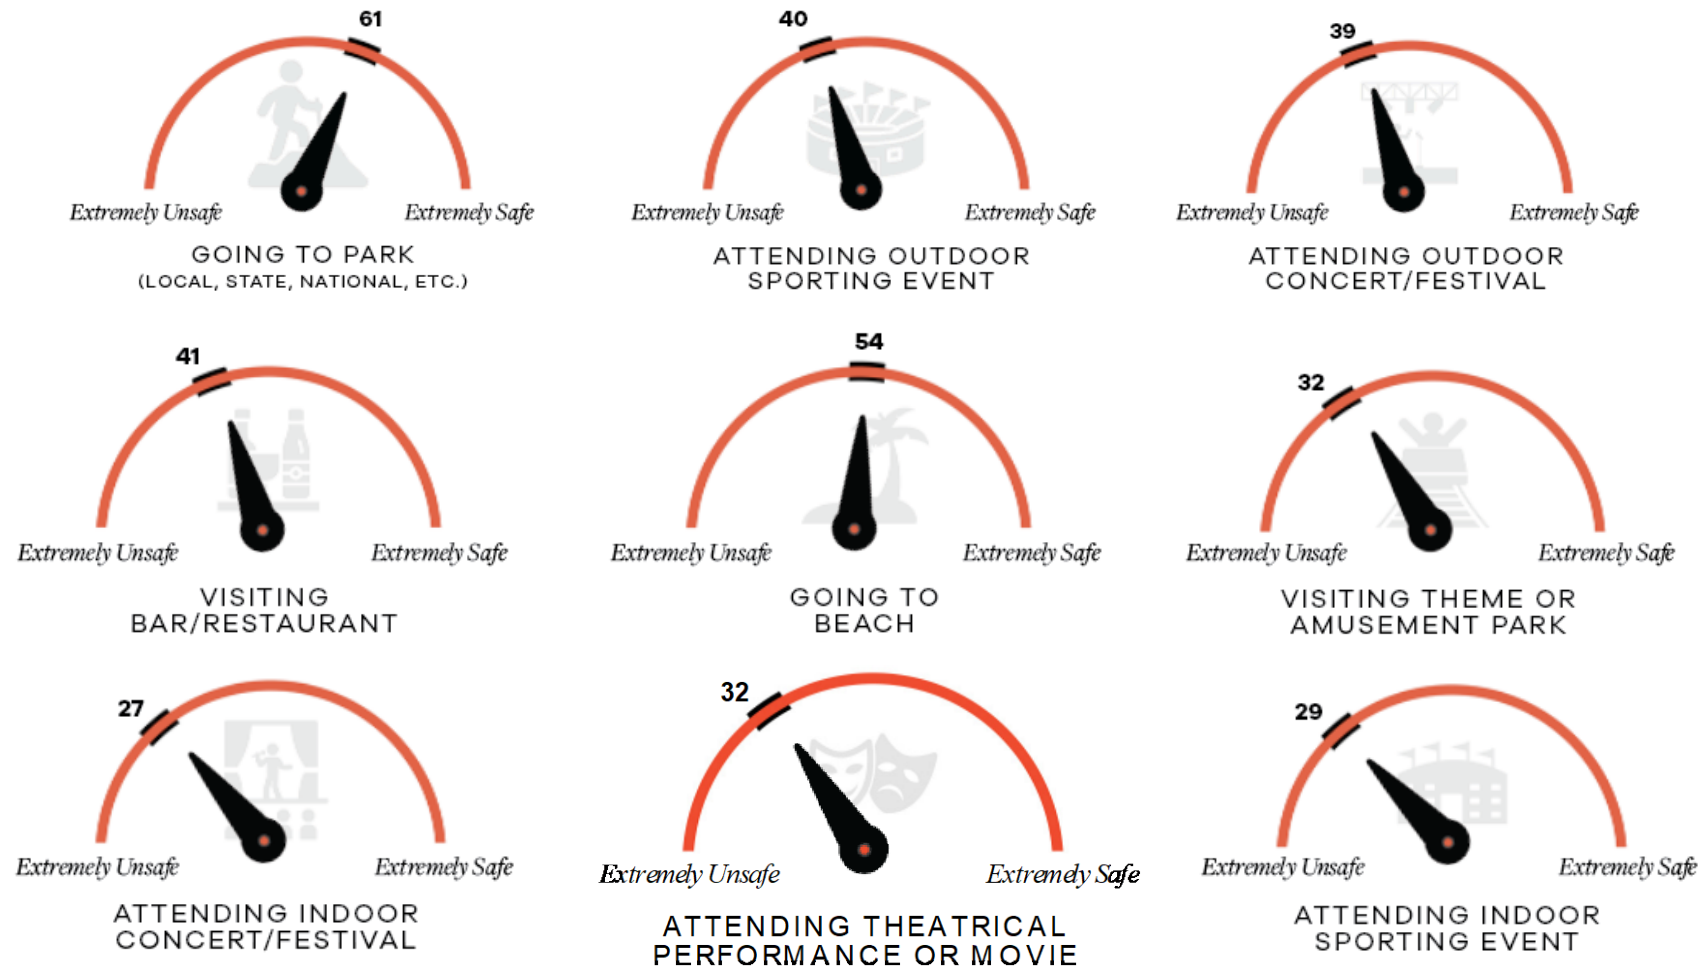 61
Extremely Unsafe
Extremely Safe
GOING TO PARK
(LOCAL, STATE, NATIONAL, ETC.)
40
Extremely Unsafe
Extremely Safe
ATTENDING OUTDOOR
SPORTING EVENT
39
Extremely Unsafe
Extremely Safe
ATTENDING OUTDOOR
CONCERT/FESTIVAL
41
Extremely Unsafe
Extremely Safe
VISITING
BAR/RESTAURANT
54
Extremely Unsafe
Extremely Safe
GOING TO
BEACH
32
Extremely Unsafe
Extremely Safe
VISITING THEME OR
AMUSEMENT PARK
27
Extremely Unsafe
Extremely Safe
ATTENDING INDOOR
CONCERT/FESTIVAL
32
Extremely Unsafe
Extremely Safe
ATTENDING THEATRICAL
PERFORMANCE OR MOVIE
29
Extremely Unsafe
Extremely Safe
ATTENDING INDOOR
SPORTING EVENT